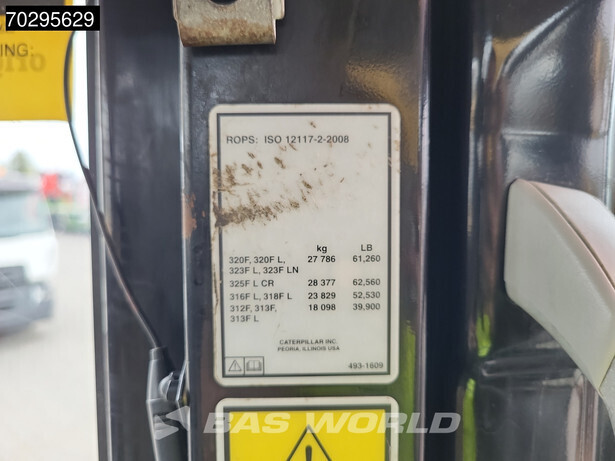 70295629
ING:
ROPS: ISO 12117-2-2008
kg LB
320F, 320F L, 27 786 61,260
323F L, 323F LN
325F L CR 28 377 62,560
316F L, 318F L 23 829 52,530
312F, 313F, 18 098 39,900
313F L
CATERPILLAR INC.
PEORIA, ILLINOIS USA
493-1609
BAS WORLD